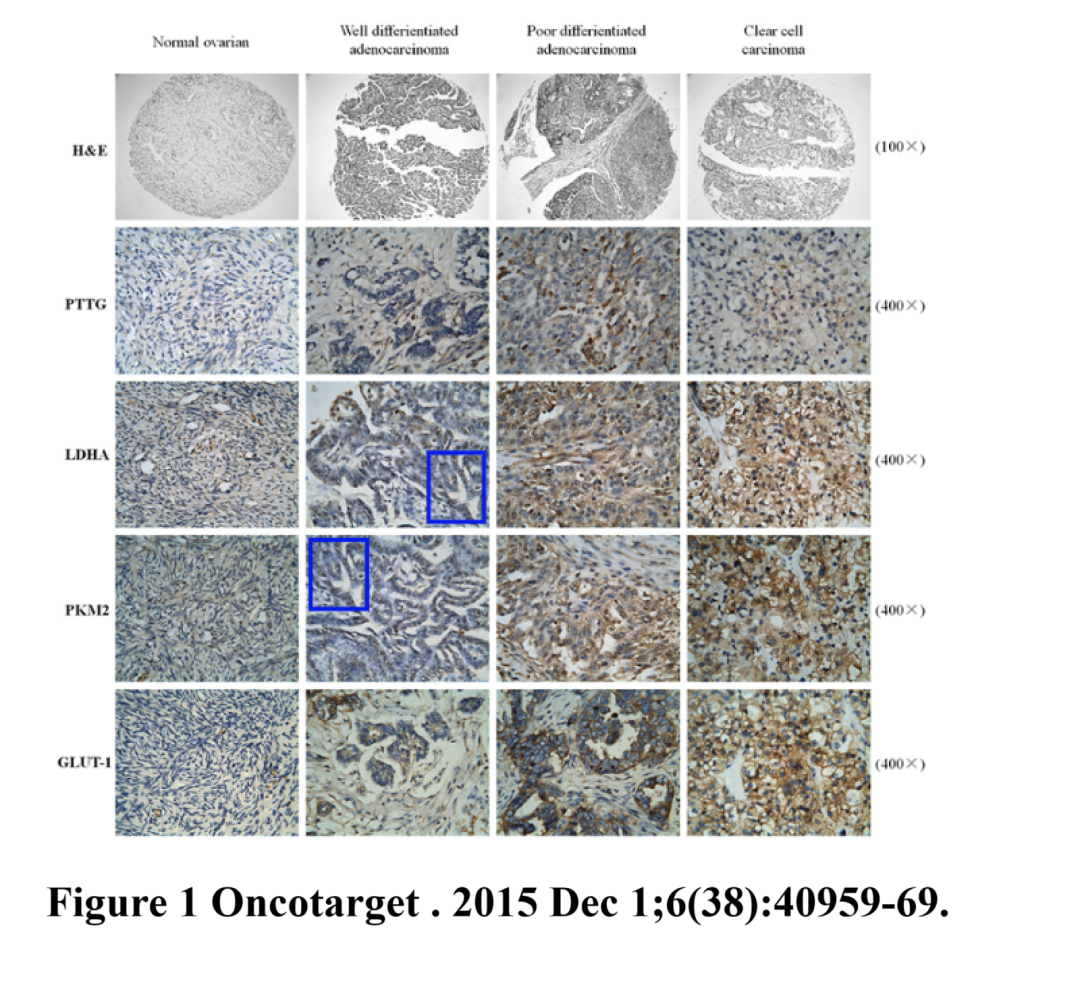 Normal ovarian
Well differientiated
adenocarcinoma
Poor differientiated
adenocarcinoma
Clear cell
carcinoma
H&E
(100×)
PTTG
(400×)
LDHA
(400×)
PKM2
(400×)
GLUT-1
(400×)
Figure 1 Oncotarget . 2015 Dec 1;6(38):40959-69.